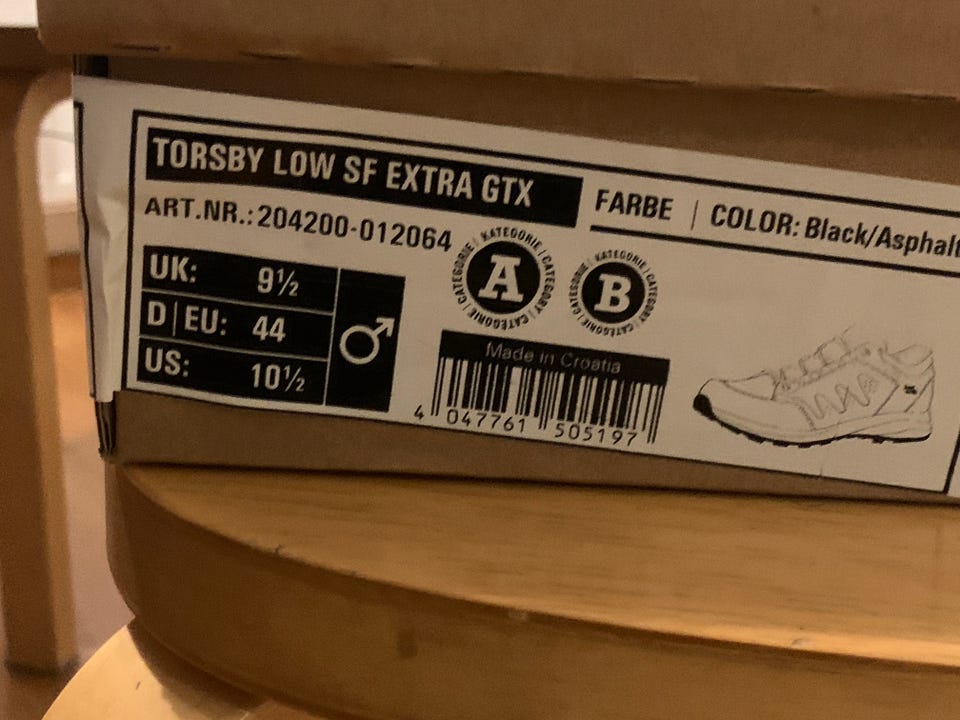 TORSBY LOW SF EXTRA GTX
FARBE | COLOR: Black/Asphalt
ART.NR.: 204200-012064
UK: 9½
D|EU: 44
US: 10½
KATEGORIE / CATEGORY / CATEGORIE /
A
KATEGORIE / CATEGORY / CATEGORIE /
B
Made in Croatia
4 047761 505197